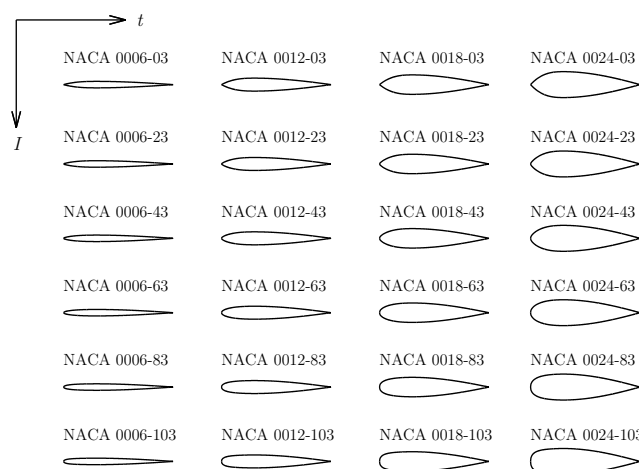 t
NACA 0006-03 NACA 0012-03 NACA 0018-03 NACA 0024-03
I
NACA 0006-23 NACA 0012-23 NACA 0018-23 NACA 0024-23
NACA 0006-43 NACA 0012-43 NACA 0018-43 NACA 0024-43
NACA 0006-63 NACA 0012-63 NACA 0018-63 NACA 0024-63
NACA 0006-83 NACA 0012-83 NACA 0018-83 NACA 0024-83
NACA 0006-103 NACA 0012-103 NACA 0018-103 NACA 0024-103